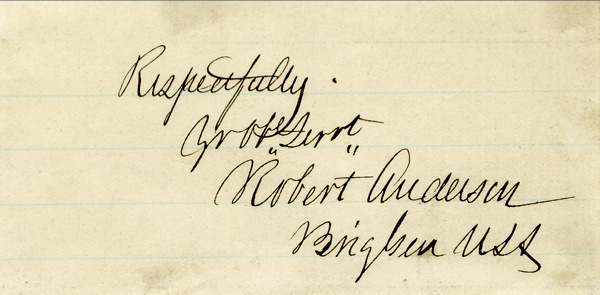 Respectfully.
Yr Obt Servt
Robert Anderson
Brig Gen USA